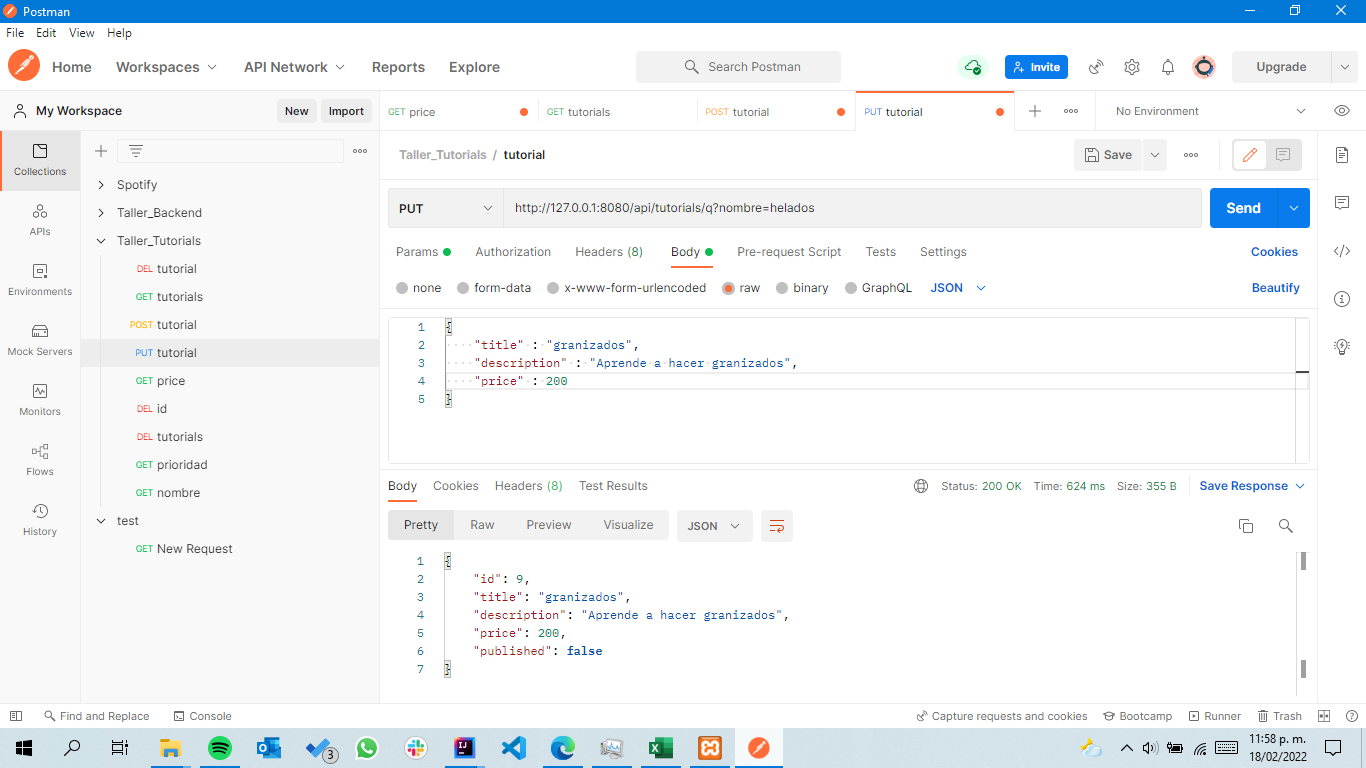 Postman
File Edit View Help
Home Workspaces API Network Reports Explore Search Postman Invite Upgrade
My Workspace New Import
GET price GET tutorials POST tutorial PUT tutorial No Environment
Collections
APIs
Environments
Mock Servers
Monitors
Flows
History
Spotify
Taller_Backend
Taller_Tutorials
DEL tutorial
GET tutorials
POST tutorial
PUT tutorial
GET price
DEL id
DEL tutorials
GET prioridad
GET nombre
test
GET New Request
Taller_Tutorials / tutorial Save
PUT http://127.0.0.1:8080/api/tutorials/q?nombre=helados Send
Params Authorization Headers (8) Body Pre-request Script Tests Settings Cookies
none form-data x-www-form-urlencoded raw binary GraphQL JSON Beautify
1 {
2 "title" : "granizados",
3 "description" : "Aprende a hacer granizados",
4 "price" : 200
5 }
Body Cookies Headers (8) Test Results Status: 200 OK Time: 624 ms Size: 355 B Save Response
Pretty Raw Preview Visualize JSON
1 {
2 "id": 9,
3 "title": "granizados",
4 "description": "Aprende a hacer granizados",
5 "price": 200,
6 "published": false
7 }
Find and Replace Console Capture requests and cookies Bootcamp Runner Trash
3
11:58 p. m.
18/02/2022